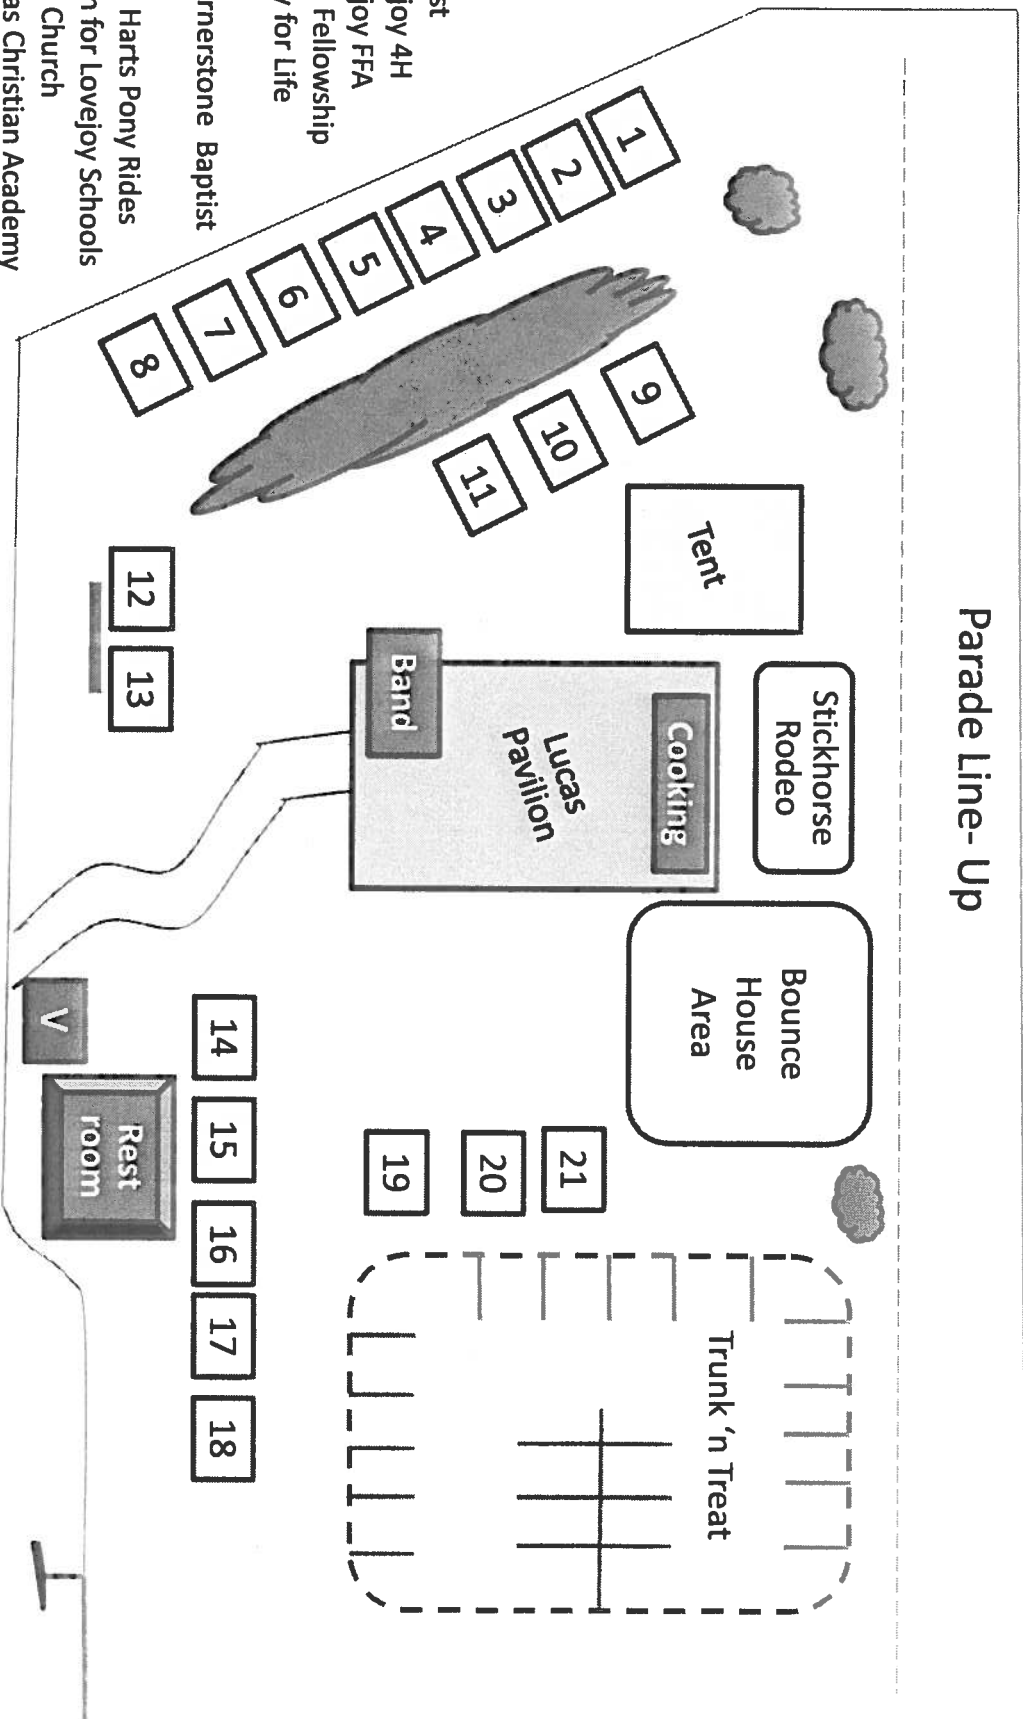 Parade Line- Up
Stickhorse
Rodeo
Bounce
House
Area
Trunk 'n Treat
Tent
Cooking
Lucas
Pavilion
Band
1
2
3
4
5
6
7
8
9
10
11
12
13
14
15
16
17
18
19
20
21
V
Rest
room
st
joy 4H
joy FFA
Fellowship
y for Life
rnerstone Baptist
Harts Pony Rides
n for Lovejoy Schools
Church
as Christian Academy